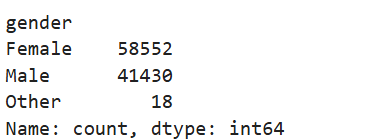 gender
Female    58552
Male      41430
Other        18
Name: count, dtype: int64